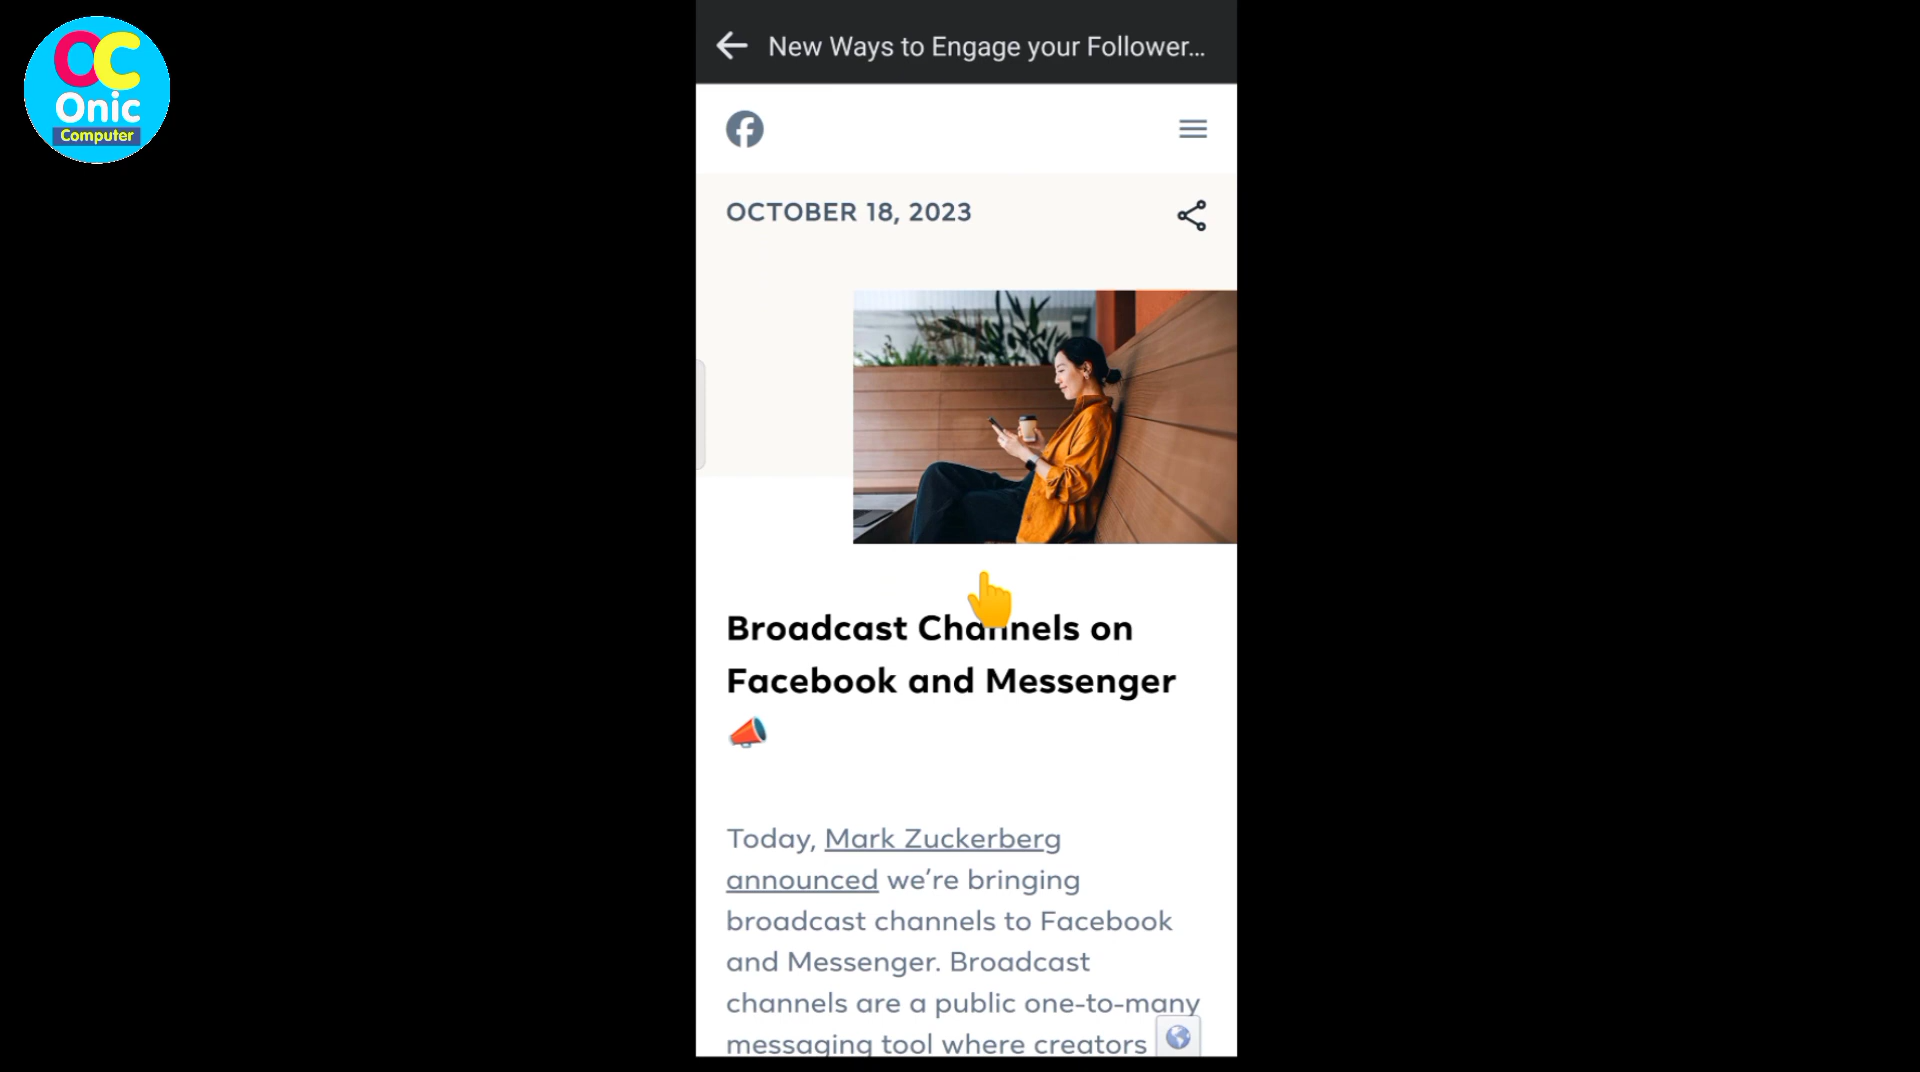 OC
Onic
Computer
New Ways to Engage your Follower...
OCTOBER 18, 2023
Broadcast Channels on
Facebook and Messenger
📣
Today, Mark Zuckerberg
announced we’re bringing
broadcast channels to Facebook
and Messenger. Broadcast
channels are a public one-to-many
messaging tool where creators